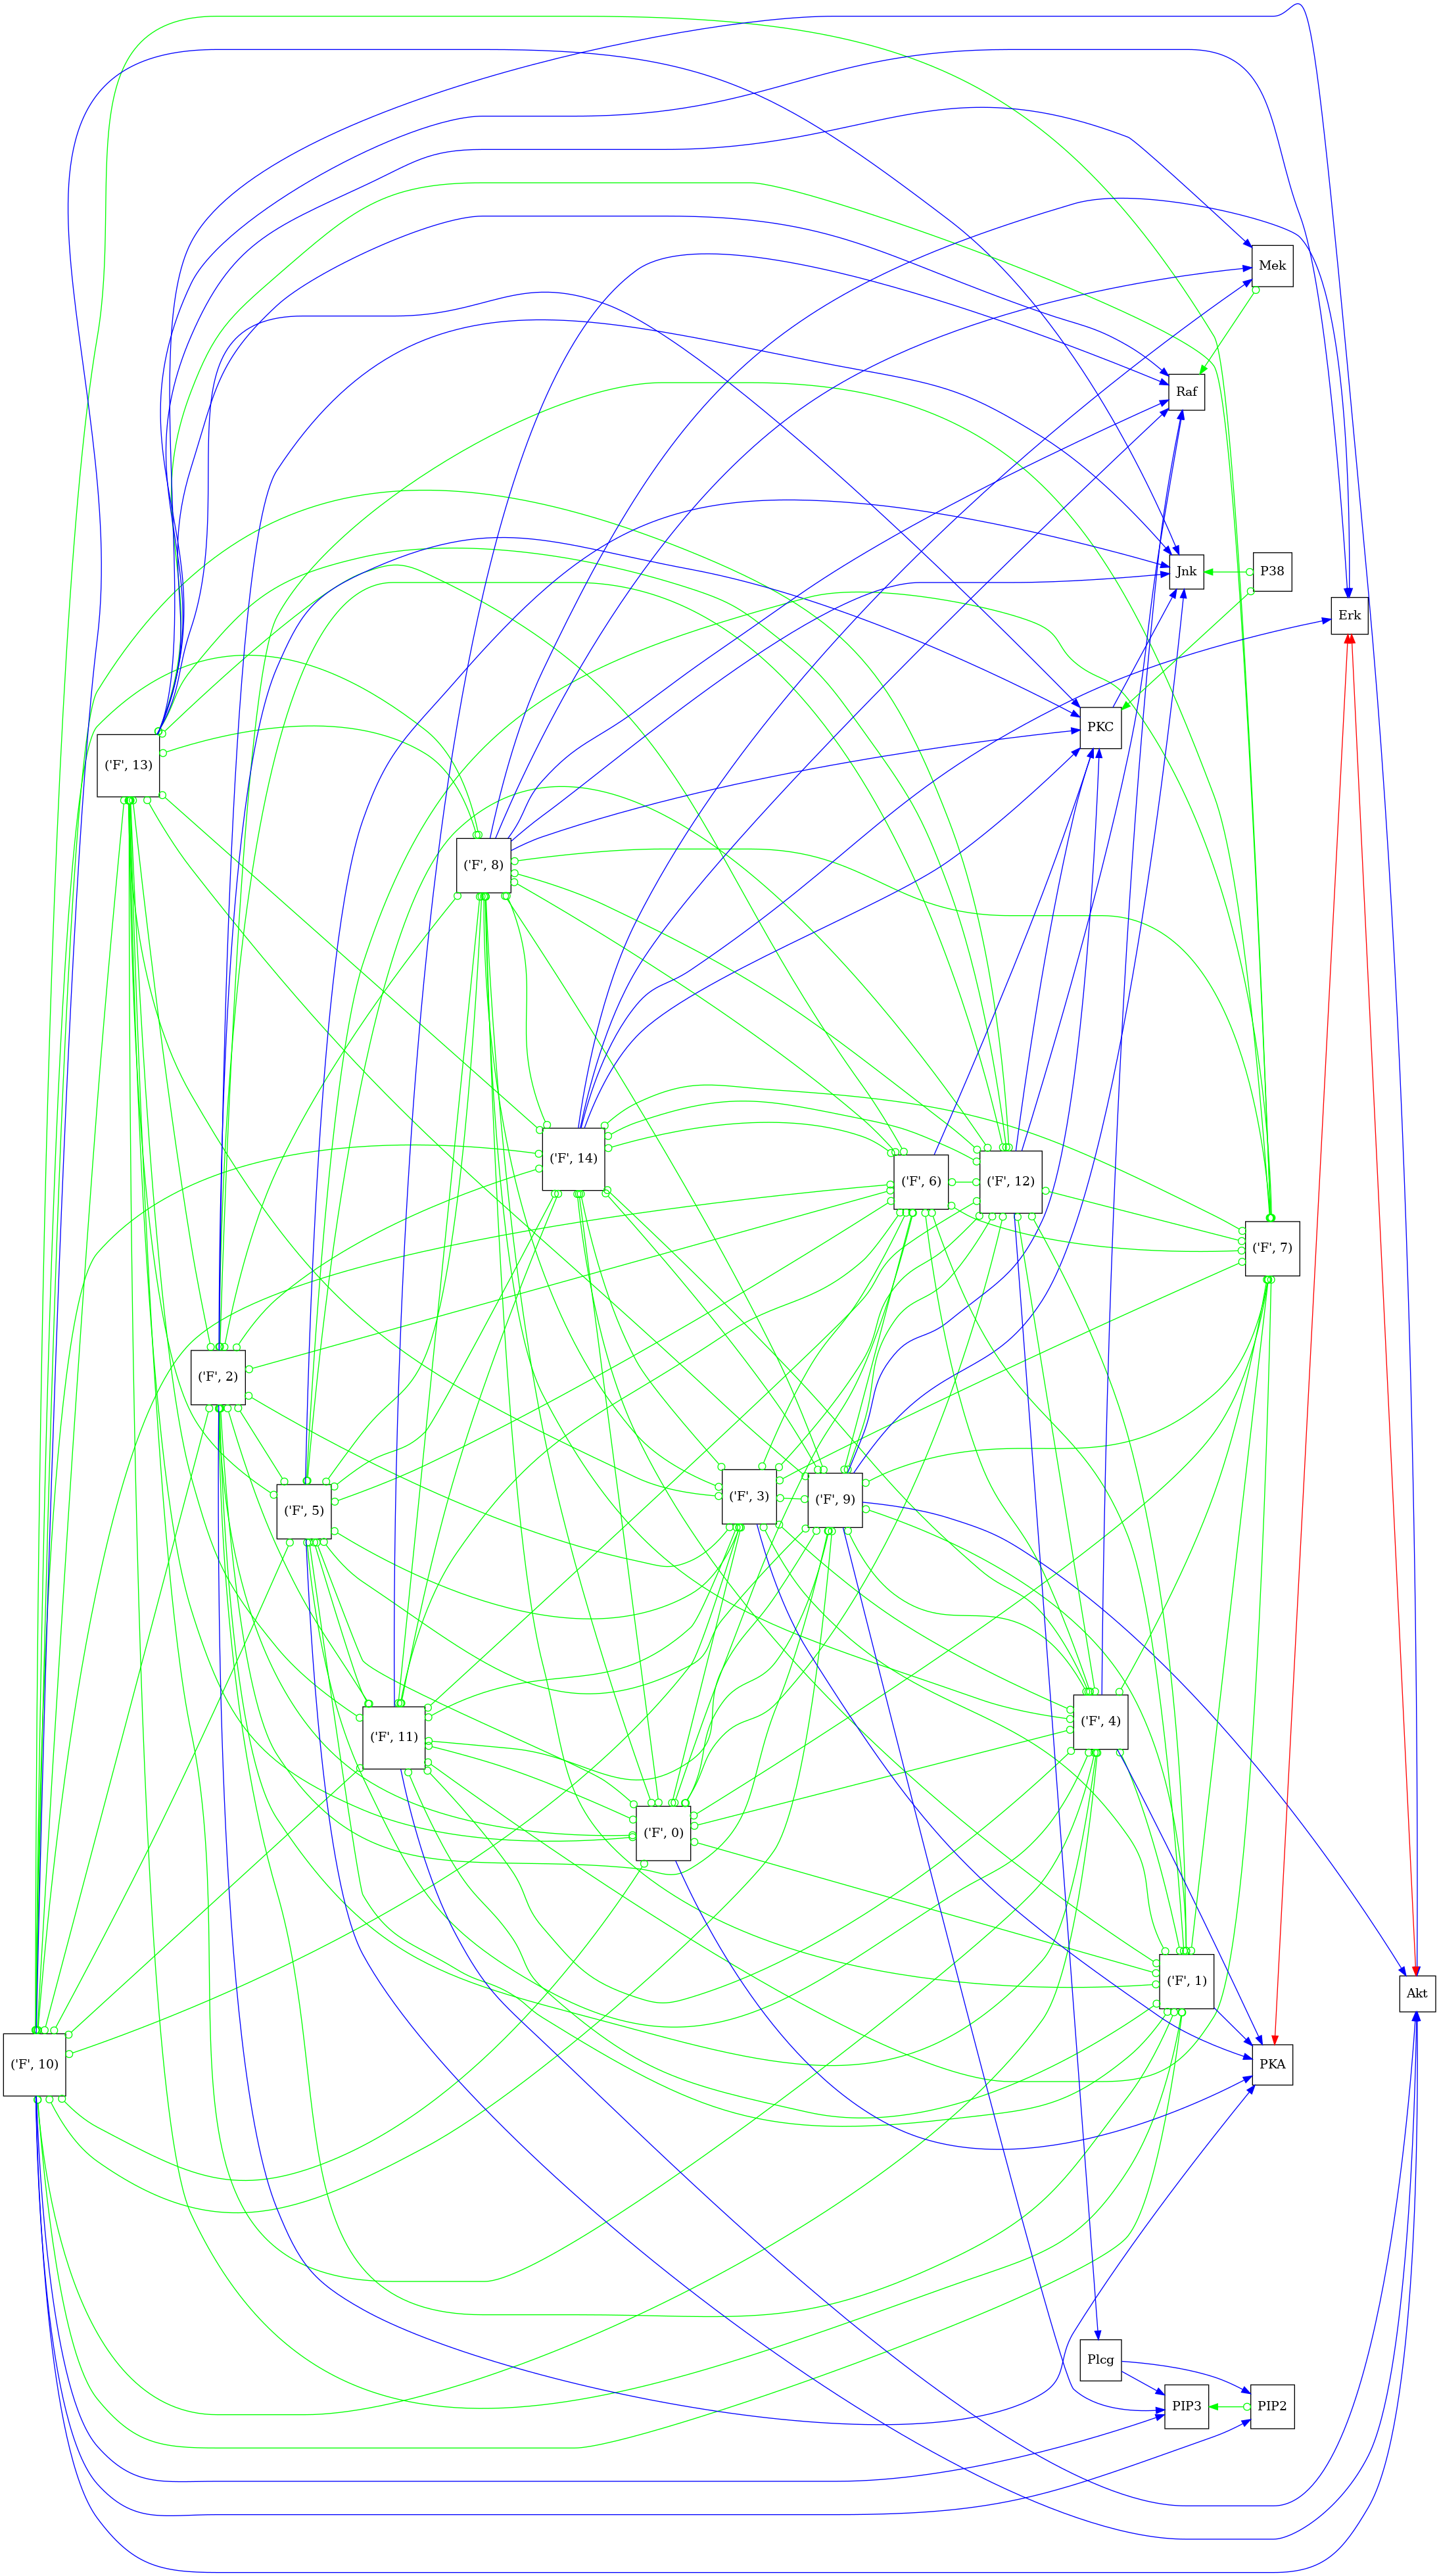 Mek
Raf
Jnk
P38
Erk
PKC
('F', 13)
('F', 8)
('F', 14)
('F', 6)
('F', 12)
('F', 7)
('F', 2)
('F', 5)
('F', 3)
('F', 9)
('F', 11)
('F', 4)
('F', 0)
('F', 1)
Akt
('F', 10)
PKA
Plcg
PIP3
PIP2